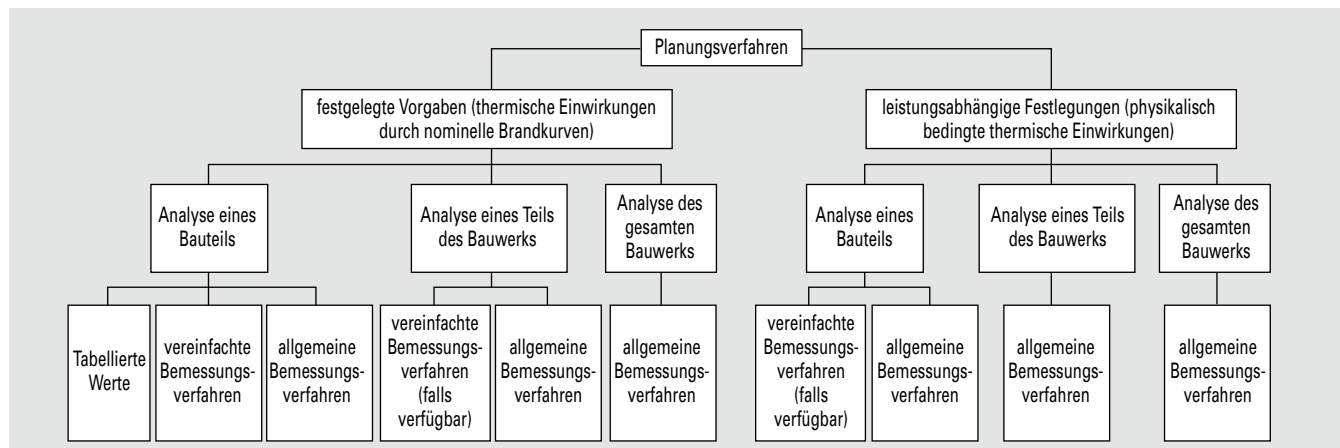 Planungsverfahren
festgelegte Vorgaben (thermische Einwirkungen
durch nominelle Brandkurven)
leistungsabhängige Festlegungen (physikalisch
bedingte thermische Einwirkungen)
Analyse eines
Bauteils
Analyse eines Teils
des Bauwerks
Analyse des
gesamten
Bauwerks
Analyse eines
Bauteils
Analyse eines Teils
des Bauwerks
Analyse des
gesamten
Bauwerks
Tabellierte
Werte
vereinfachte
Bemessungs-
verfahren
allgemeine
Bemessungs-
verfahren
vereinfachte
Bemessungs-
verfahren
(falls
verfügbar)
allgemeine
Bemessungs-
verfahren
allgemeine
Bemessungs-
verfahren
vereinfachte
Bemessungs-
verfahren
(falls
verfügbar)
allgemeine
Bemessungs-
verfahren
allgemeine
Bemessungs-
verfahren
allgemeine
Bemessungs-
verfahren